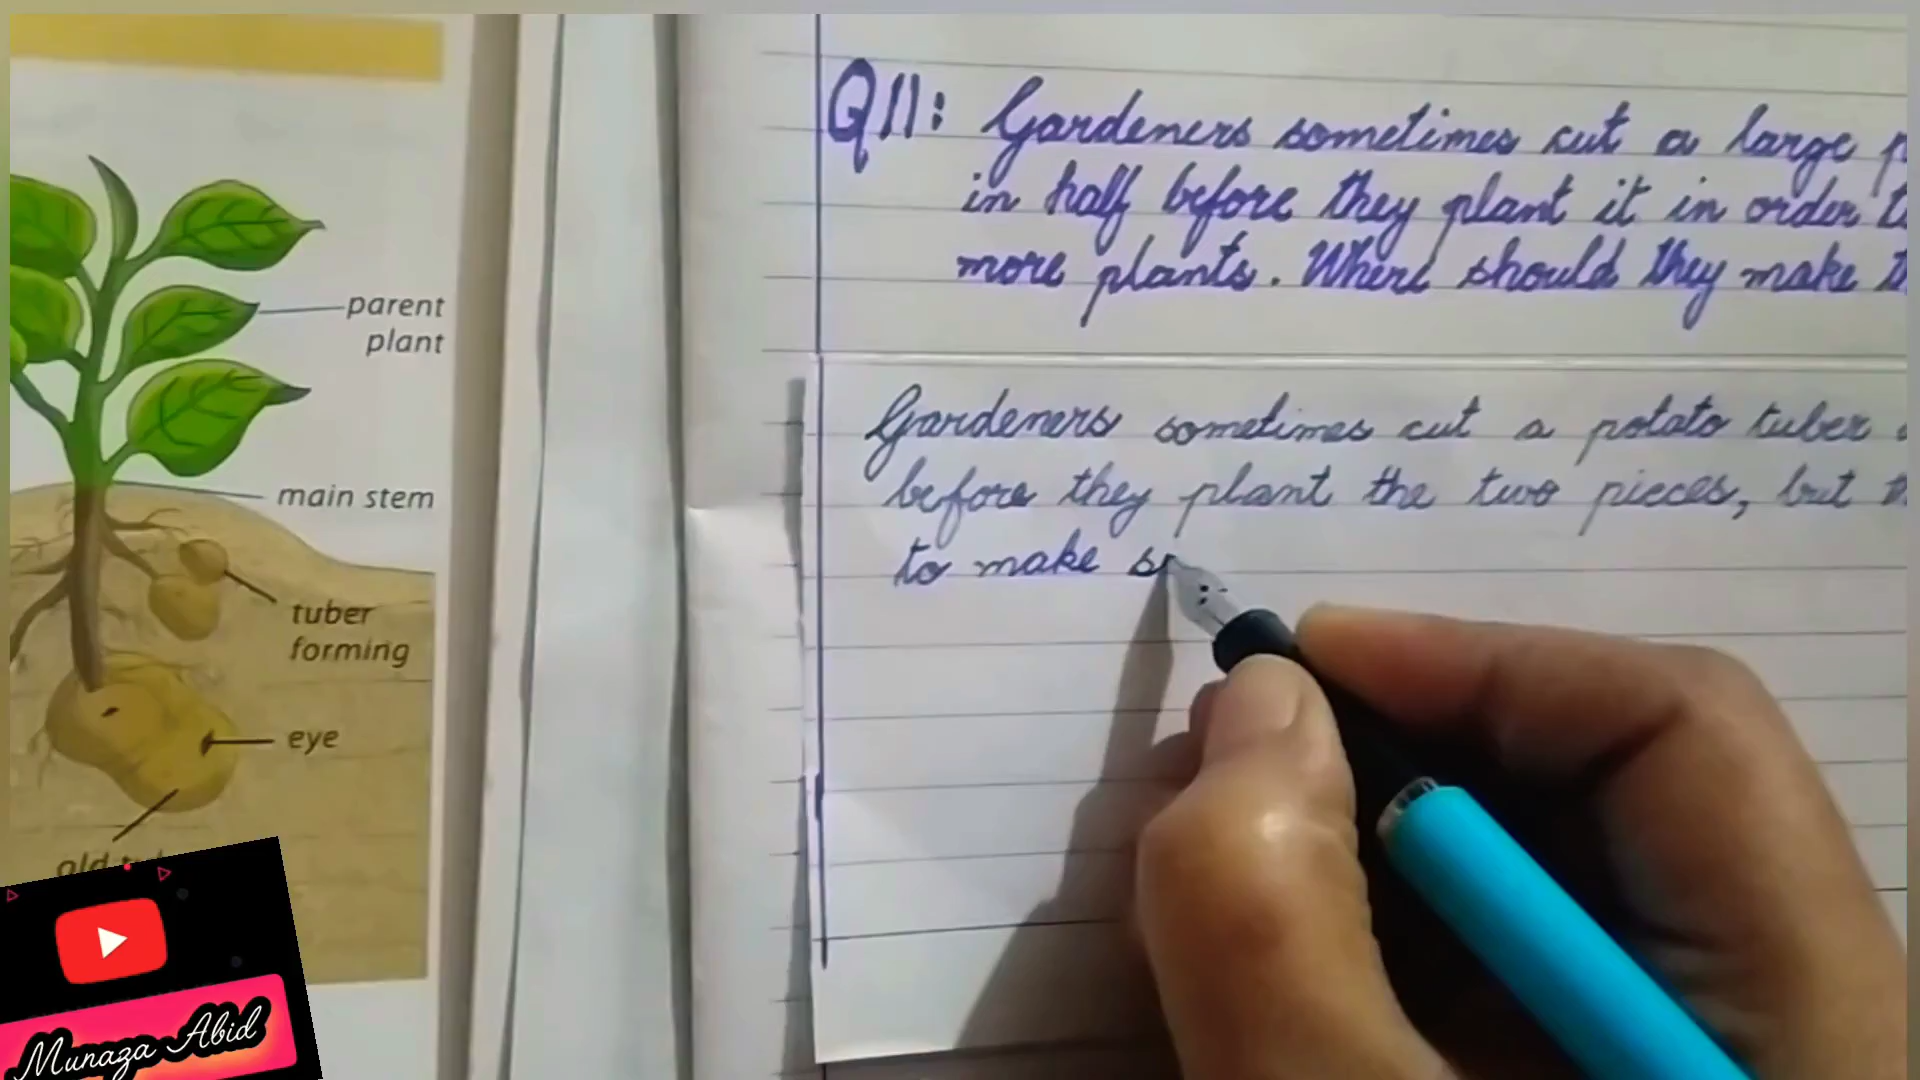 parent
plant
main stem
tuber
forming
eye
old
Munaza Abid
Q11: Gardeners sometimes cut a large
in half before they plant it in order
more plants. Where should they make
Gardeners sometimes cut a potato tuber
before they plant the two pieces, but
to make